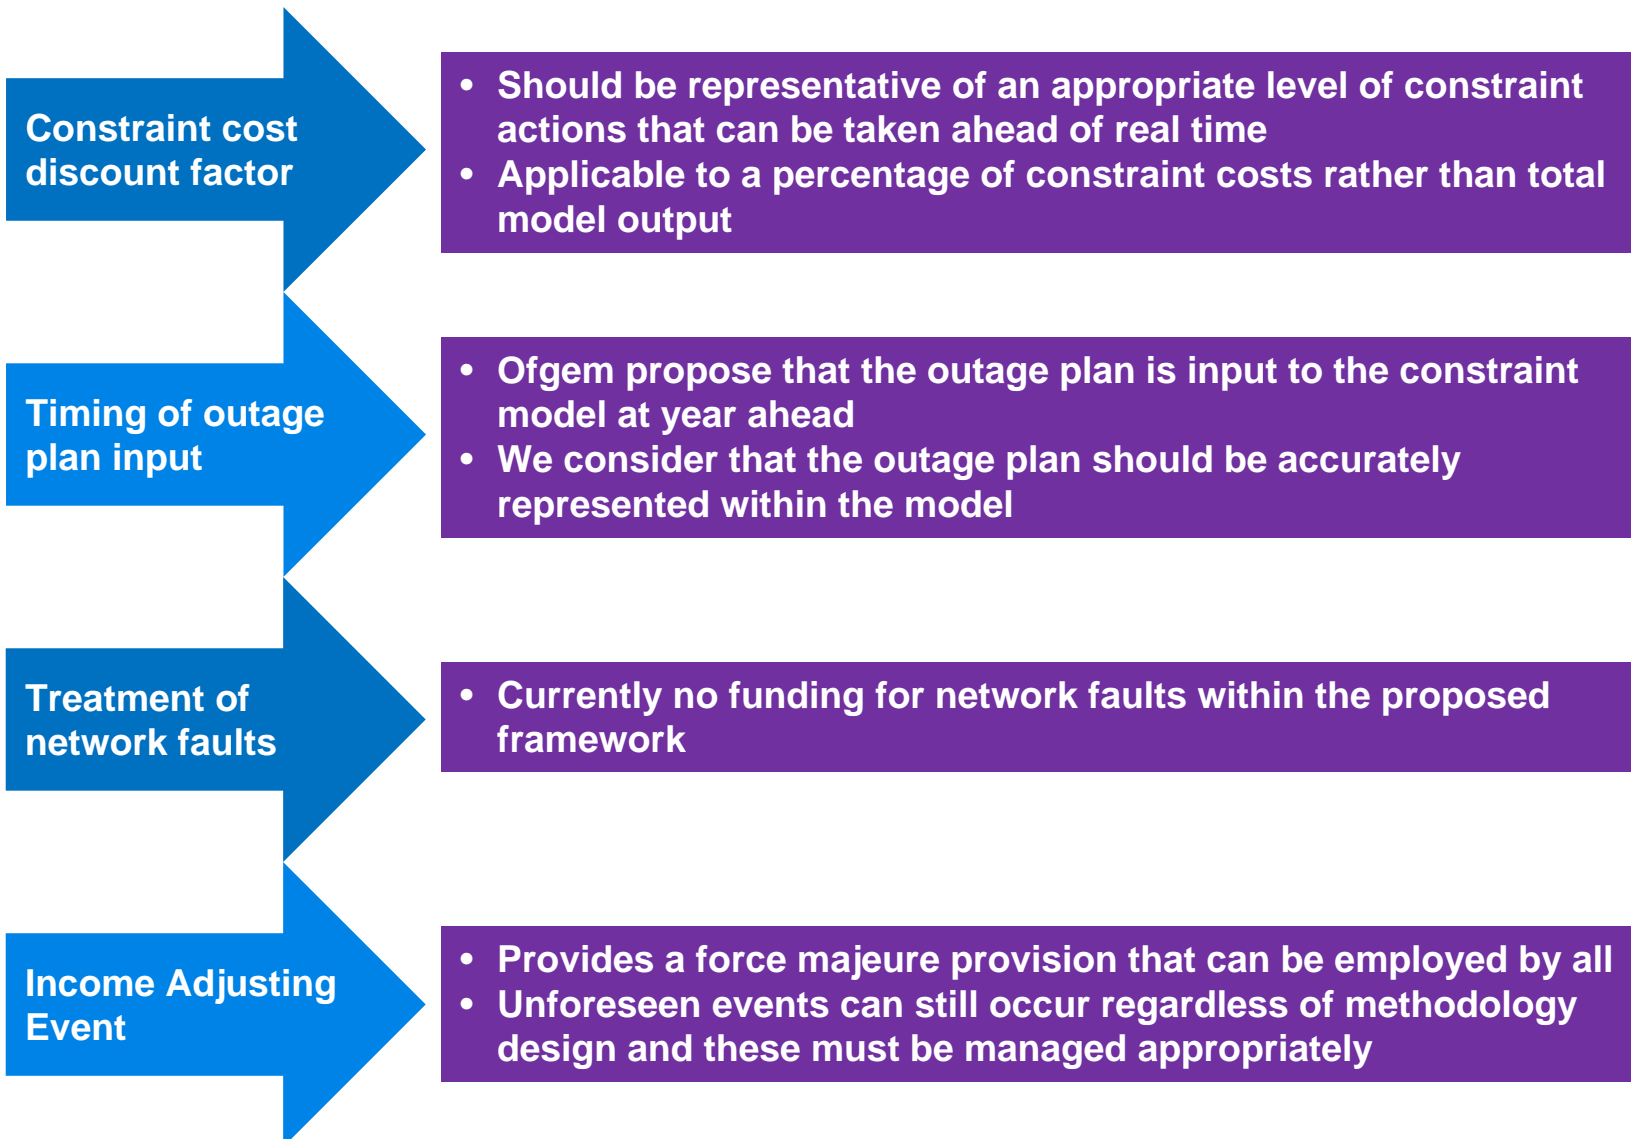 Constraint cost
discount factor
• Should be representative of an appropriate level of constraint
actions that can be taken ahead of real time
• Applicable to a percentage of constraint costs rather than total
model output
Timing of outage
plan input
• Ofgem propose that the outage plan is input to the constraint
model at year ahead
• We consider that the outage plan should be accurately
represented within the model
Treatment of
network faults
• Currently no funding for network faults within the proposed
framework
Income Adjusting
Event
• Provides a force majeure provision that can be employed by all
• Unforeseen events can still occur regardless of methodology
design and these must be managed appropriately